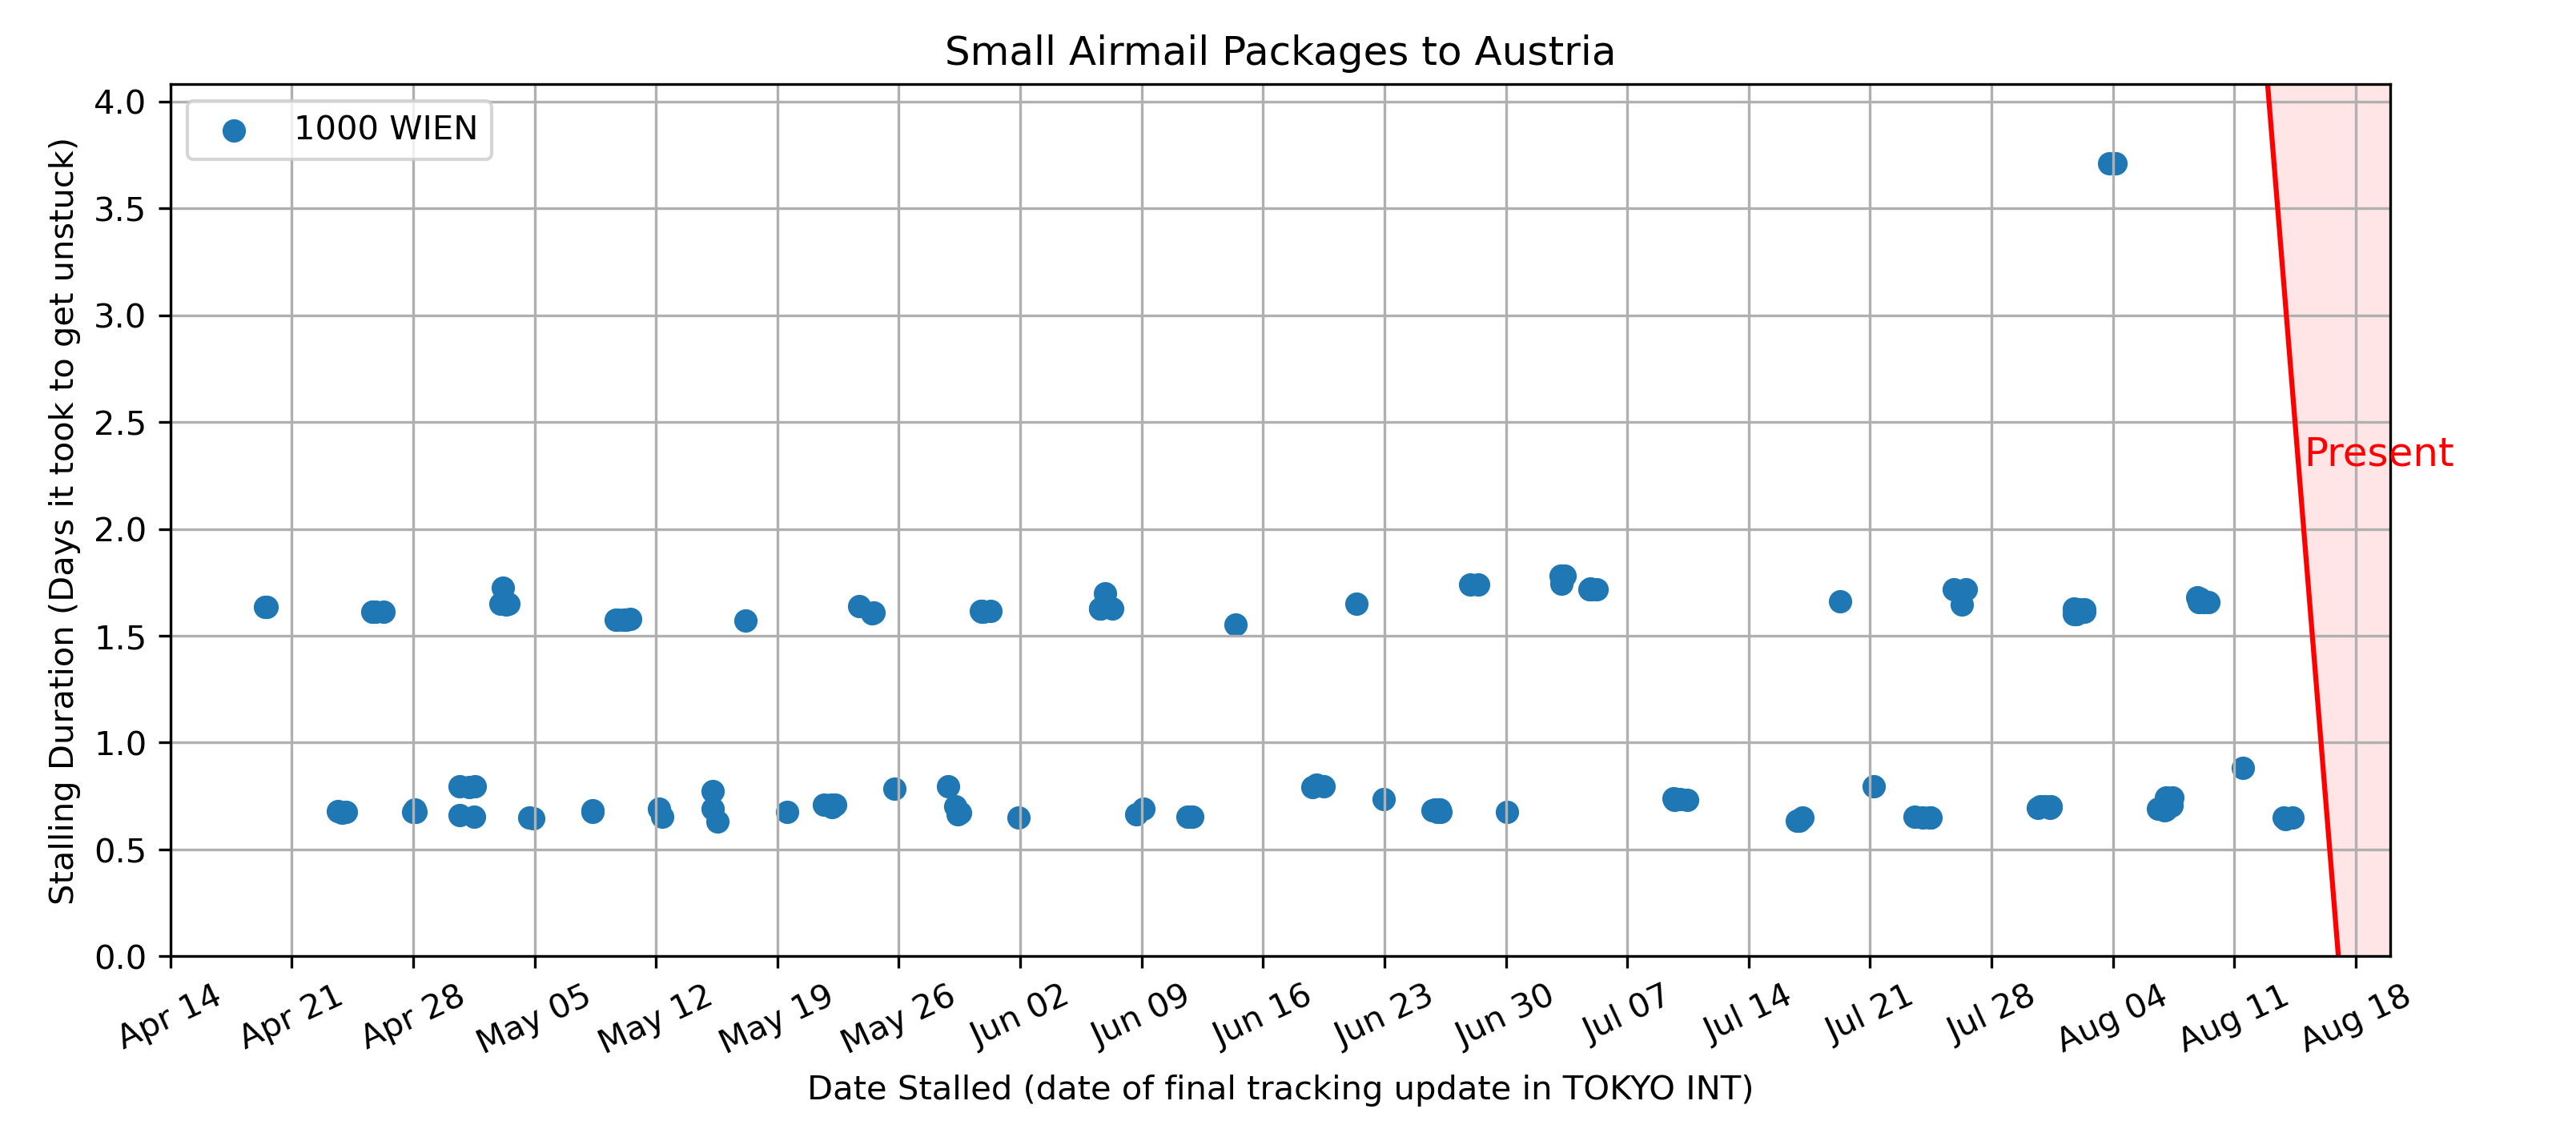 Small Airmail Packages to Austria
1000 WIEN
Stalling Duration (Days it took to get unstuck)
4.0
3.5
3.0
2.5
2.0
1.5
1.0
0.5
0.0
Present
Apr 14 Apr 21 Apr 28 May 05 May 12 May 19 May 26 Jun 02 Jun 09 Jun 16 Jun 23 Jun 30 Jul 07 Jul 14 Jul 21 Jul 28 Aug 04 Aug 11 Aug 18
Date Stalled (date of final tracking update in TOKYO INT)